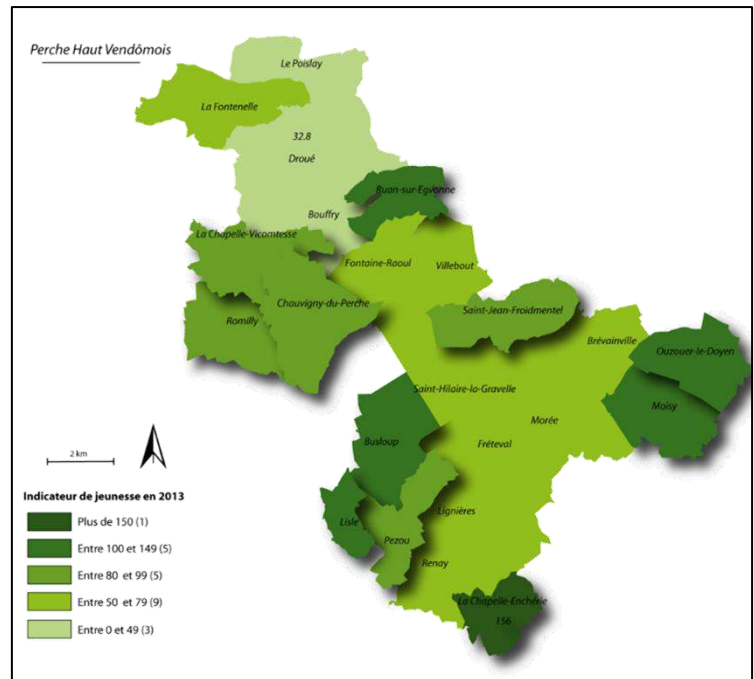 Perche Haut Vendômois
Le Poislay
La Fontenelle
32.8
Droué
Buan-sur-Egvonne
Bouffry
La Chapelle-Vicomtesse
Fontaine-Raoul
Villebout
Chauvigny-du-Perche
Saint-Jean-Froidmentel
Romilly
Brévainville
Ouzouer-le-Doyen
Saint-Hilaire-la-Gravelle
Moisy
Morée
Busloup
Fréteval
2 km
Indicateur de jeunesse en 2013
Plus de 150 (1)
Lignières
Lisle
Entre 100 et 149 (5)
Pezou
Renay
Entre 80 et 99 (5)
La Chapelle-Enchérie
Entre 50 et 79 (9)
156
Entre 0 et 49 (3)